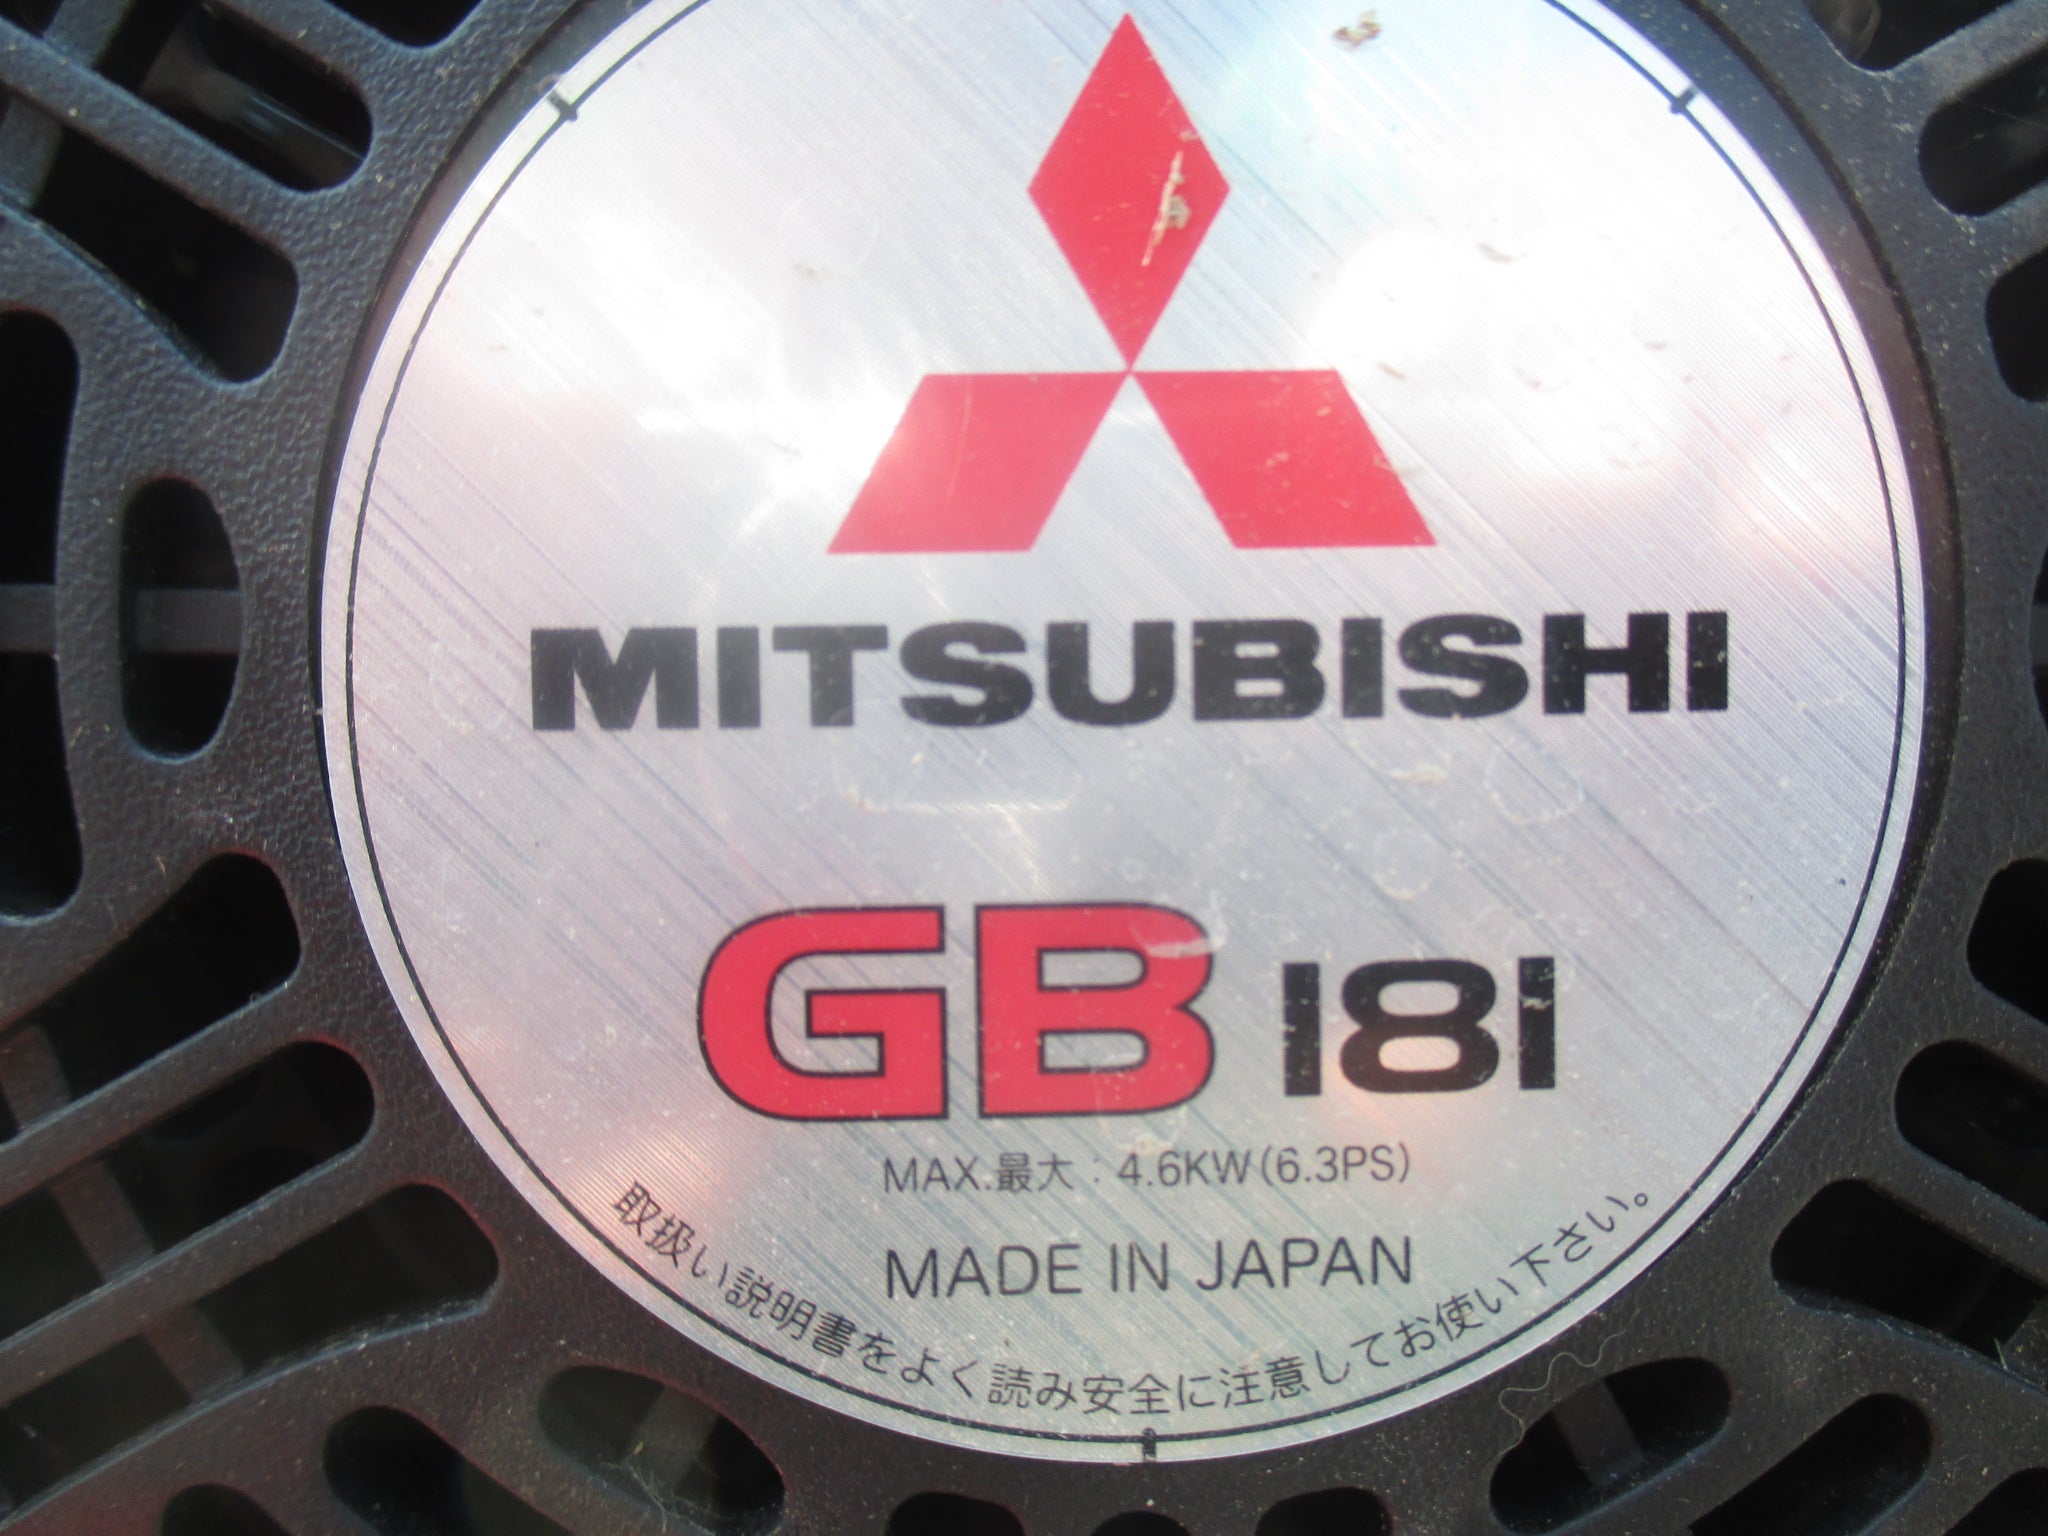 MITSUBISHI
GB 181
MAX.最大：4.6KW(6.3PS)
MADE IN JAPAN
取扱い説明書をよく読み安全に注意してお使い下さい。